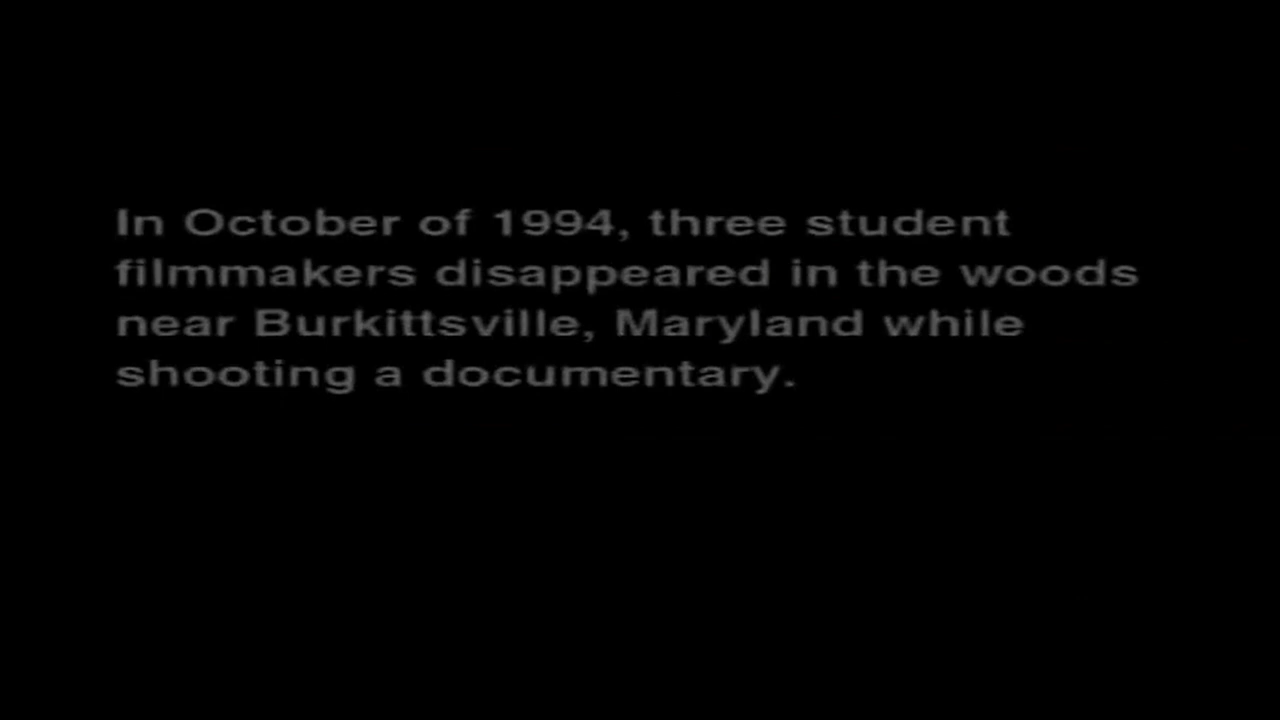 In October of 1994, three student
filmmakers disappeared in the woods
near Burkittsville, Maryland while
shooting a documentary.